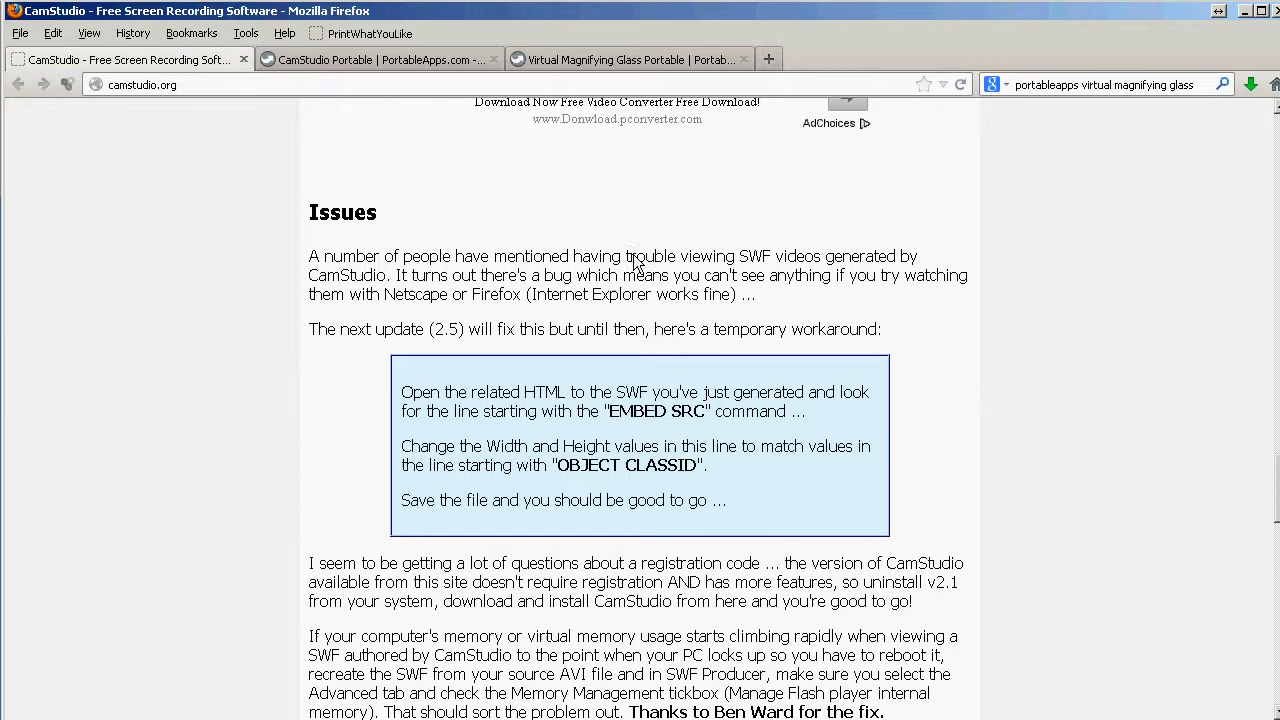 CamStudio - Free Screen Recording Software - Mozilla Firefox
File Edit View History Bookmarks Tools Help PrintWhatYouLike
CamStudio - Free Screen Recording Soft... CamStudio Portable | PortableApps.com -... Virtual Magnifying Glass Portable | Portab...
camstudio.org portableapps virtual magnifying glass
Download Now Free Video Converter Free Download!
www.Donwload.pconverter.com
AdChoices
Issues
A number of people have mentioned having trouble viewing SWF videos generated by
CamStudio. It turns out there's a bug which means you can't see anything if you try watching
them with Netscape or Firefox (Internet Explorer works fine) ...
The next update (2.5) will fix this but until then, here's a temporary workaround:
Open the related HTML to the SWF you've just generated and look
for the line starting with the "EMBED SRC" command ...
Change the Width and Height values in this line to match values in
the line starting with "OBJECT CLASSID".
Save the file and you should be good to go ...
I seem to be getting a lot of questions about a registration code ... the version of CamStudio
available from this site doesn't require registration AND has more features, so uninstall v2.1
from your system, download and install CamStudio from here and you're good to go!
If your computer's memory or virtual memory usage starts climbing rapidly when viewing a
SWF authored by CamStudio to the point when your PC locks up so you have to reboot it,
recreate the SWF from your source AVI file and in SWF Producer, make sure you select the
Advanced tab and check the Memory Management tickbox (Manage Flash player internal
memory). That should sort the problem out. Thanks to Ben Ward for the fix.